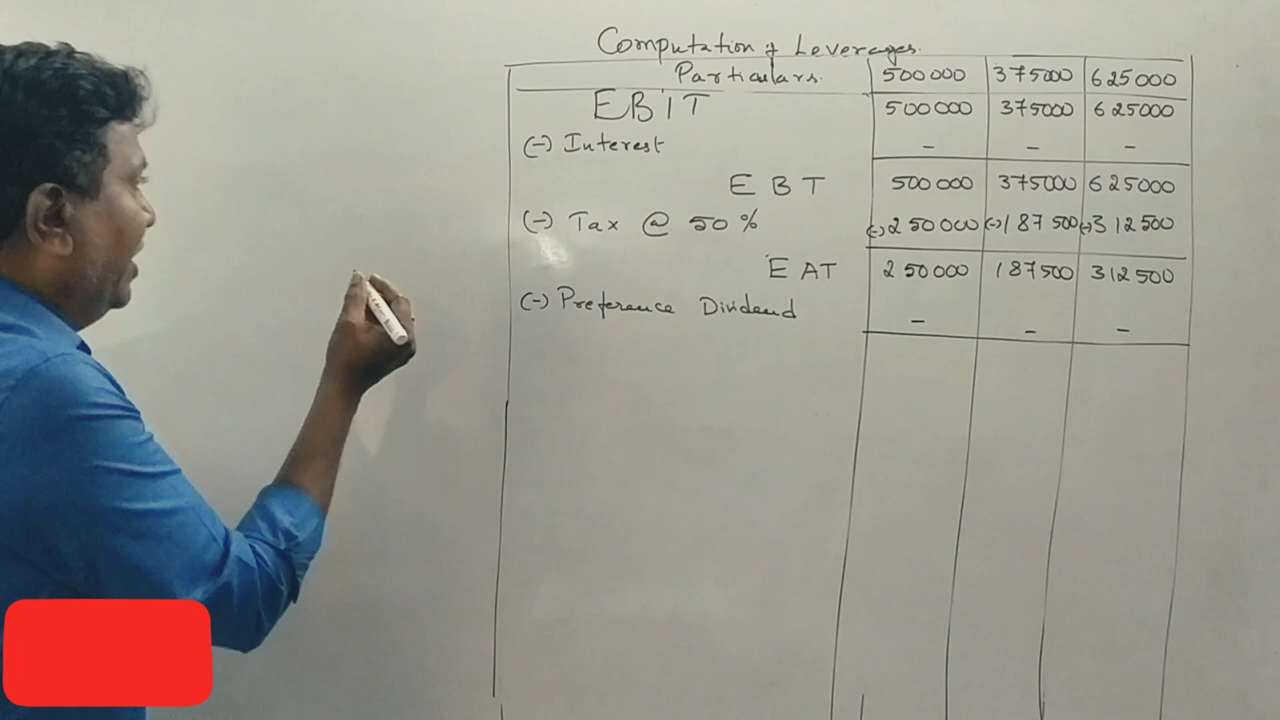 Computation of Leverages.
Particulars. 500000 375000 625000
EBIT 500000 375000 625000
(-) Interest - - -
EBT 500000 375000 625000
(-) Tax @ 50% (-)250000 (-)187500 (-)312500
EAT 250000 187500 312500
(-) Preference Dividend - - -